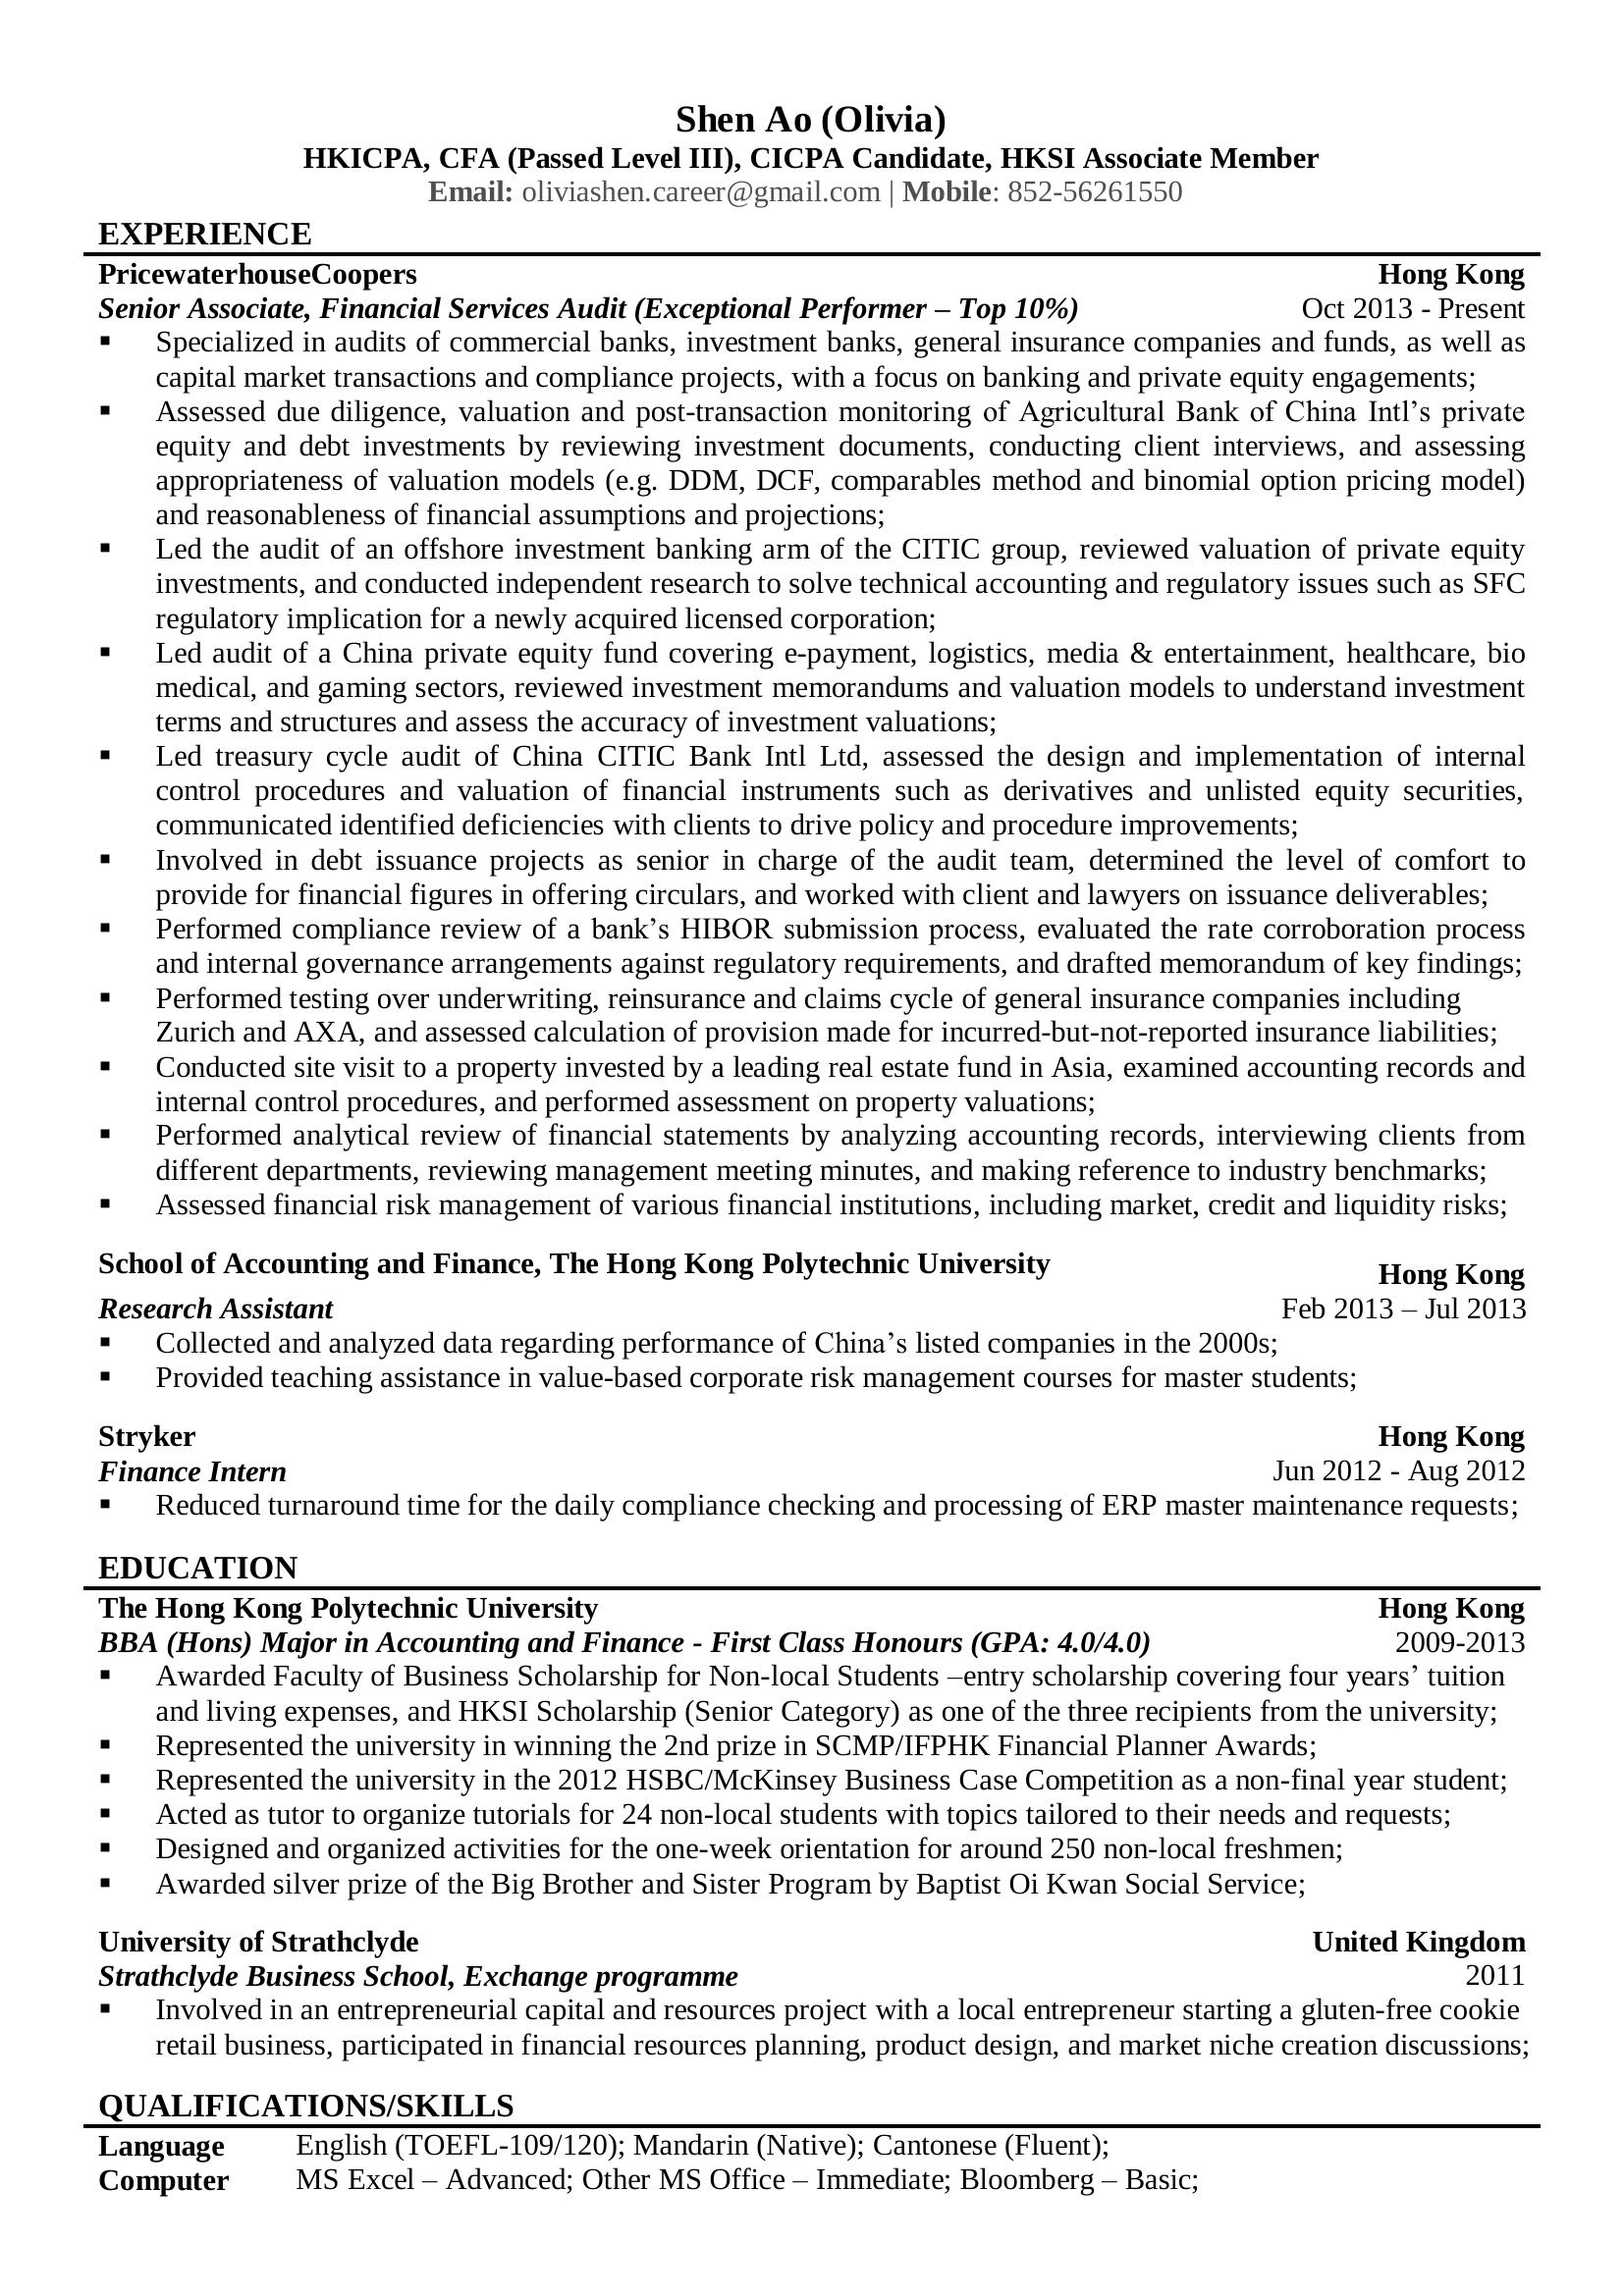 Shen Ao (Olivia)
HKICPA, CFA (Passed Level III), CICPA Candidate, HKSI Associate Member
Email: oliviashen.career@gmail.com | Mobile: 852-56261550
EXPERIENCE
PricewaterhouseCoopers Hong Kong
Senior Associate, Financial Services Audit (Exceptional Performer – Top 10%) Oct 2013 - Present
▪ Specialized in audits of commercial banks, investment banks, general insurance companies and funds, as well as
capital market transactions and compliance projects, with a focus on banking and private equity engagements;
▪ Assessed due diligence, valuation and post-transaction monitoring of Agricultural Bank of China Intl’s private
equity and debt investments by reviewing investment documents, conducting client interviews, and assessing
appropriateness of valuation models (e.g. DDM, DCF, comparables method and binomial option pricing model)
and reasonableness of financial assumptions and projections;
▪ Led the audit of an offshore investment banking arm of the CITIC group, reviewed valuation of private equity
investments, and conducted independent research to solve technical accounting and regulatory issues such as SFC
regulatory implication for a newly acquired licensed corporation;
▪ Led audit of a China private equity fund covering e-payment, logistics, media & entertainment, healthcare, bio
medical, and gaming sectors, reviewed investment memorandums and valuation models to understand investment
terms and structures and assess the accuracy of investment valuations;
▪ Led treasury cycle audit of China CITIC Bank Intl Ltd, assessed the design and implementation of internal
control procedures and valuation of financial instruments such as derivatives and unlisted equity securities,
communicated identified deficiencies with clients to drive policy and procedure improvements;
▪ Involved in debt issuance projects as senior in charge of the audit team, determined the level of comfort to
provide for financial figures in offering circulars, and worked with client and lawyers on issuance deliverables;
▪ Performed compliance review of a bank’s HIBOR submission process, evaluated the rate corroboration process
and internal governance arrangements against regulatory requirements, and drafted memorandum of key findings;
▪ Performed testing over underwriting, reinsurance and claims cycle of general insurance companies including
Zurich and AXA, and assessed calculation of provision made for incurred-but-not-reported insurance liabilities;
▪ Conducted site visit to a property invested by a leading real estate fund in Asia, examined accounting records and
internal control procedures, and performed assessment on property valuations;
▪ Performed analytical review of financial statements by analyzing accounting records, interviewing clients from
different departments, reviewing management meeting minutes, and making reference to industry benchmarks;
▪ Assessed financial risk management of various financial institutions, including market, credit and liquidity risks;
School of Accounting and Finance, The Hong Kong Polytechnic University Hong Kong
Research Assistant Feb 2013 – Jul 2013
▪ Collected and analyzed data regarding performance of China’s listed companies in the 2000s;
▪ Provided teaching assistance in value-based corporate risk management courses for master students;
Stryker Hong Kong
Finance Intern Jun 2012 - Aug 2012
▪ Reduced turnaround time for the daily compliance checking and processing of ERP master maintenance requests;
EDUCATION
The Hong Kong Polytechnic University Hong Kong
BBA (Hons) Major in Accounting and Finance - First Class Honours (GPA: 4.0/4.0) 2009-2013
▪ Awarded Faculty of Business Scholarship for Non-local Students –entry scholarship covering four years’ tuition
and living expenses, and HKSI Scholarship (Senior Category) as one of the three recipients from the university;
▪ Represented the university in winning the 2nd prize in SCMP/IFPHK Financial Planner Awards;
▪ Represented the university in the 2012 HSBC/McKinsey Business Case Competition as a non-final year student;
▪ Acted as tutor to organize tutorials for 24 non-local students with topics tailored to their needs and requests;
▪ Designed and organized activities for the one-week orientation for around 250 non-local freshmen;
▪ Awarded silver prize of the Big Brother and Sister Program by Baptist Oi Kwan Social Service;
University of Strathclyde United Kingdom
Strathclyde Business School, Exchange programme 2011
▪ Involved in an entrepreneurial capital and resources project with a local entrepreneur starting a gluten-free cookie
retail business, participated in financial resources planning, product design, and market niche creation discussions;
QUALIFICATIONS/SKILLS
Language English (TOEFL-109/120); Mandarin (Native); Cantonese (Fluent);
Computer MS Excel – Advanced; Other MS Office – Immediate; Bloomberg – Basic;